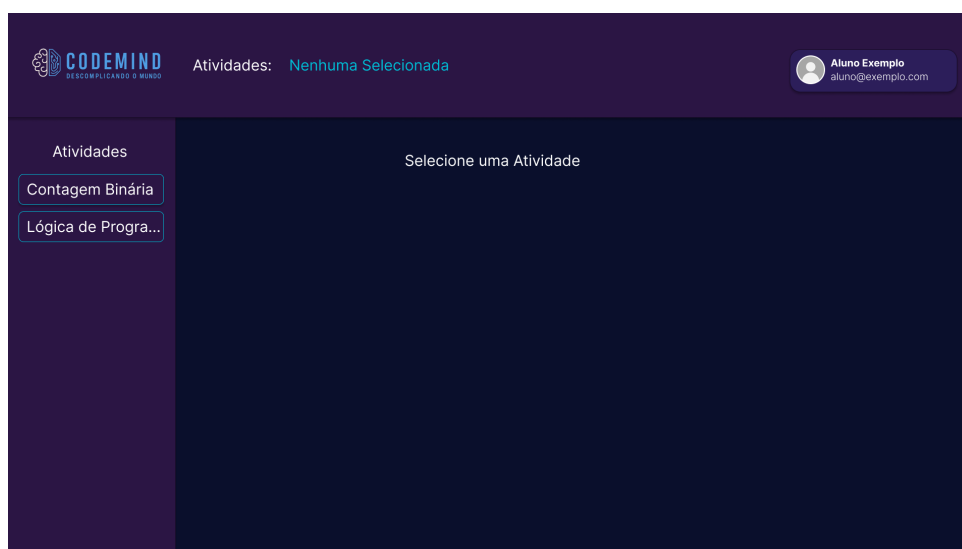 CODEMIND
DESCOMPLICANDO O MUNDO
Atividades: Nenhuma Selecionada
Aluno Exemplo
aluno@exemplo.com
Atividades
Contagem Binária
Lógica de Progra...
Selecione uma Atividade